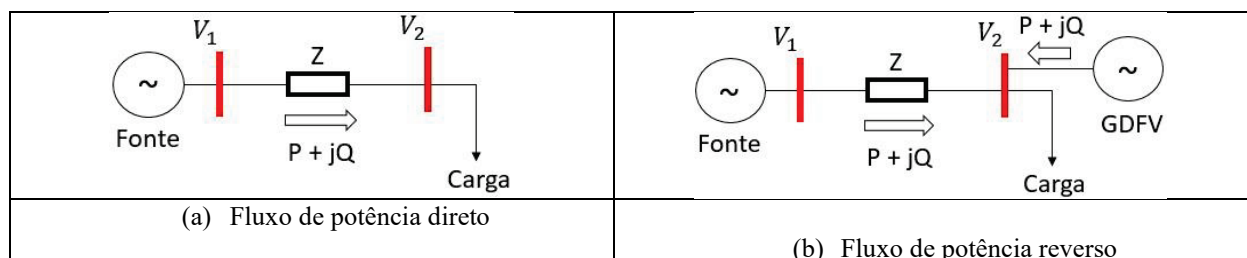 V₁
V₂
Z
~
Fonte
P + jQ
Carga
(a) Fluxo de potência direto
P + jQ
V₁
V₂
Z
~
~
Fonte
GDFV
P + jQ
Carga
(b) Fluxo de potência reverso